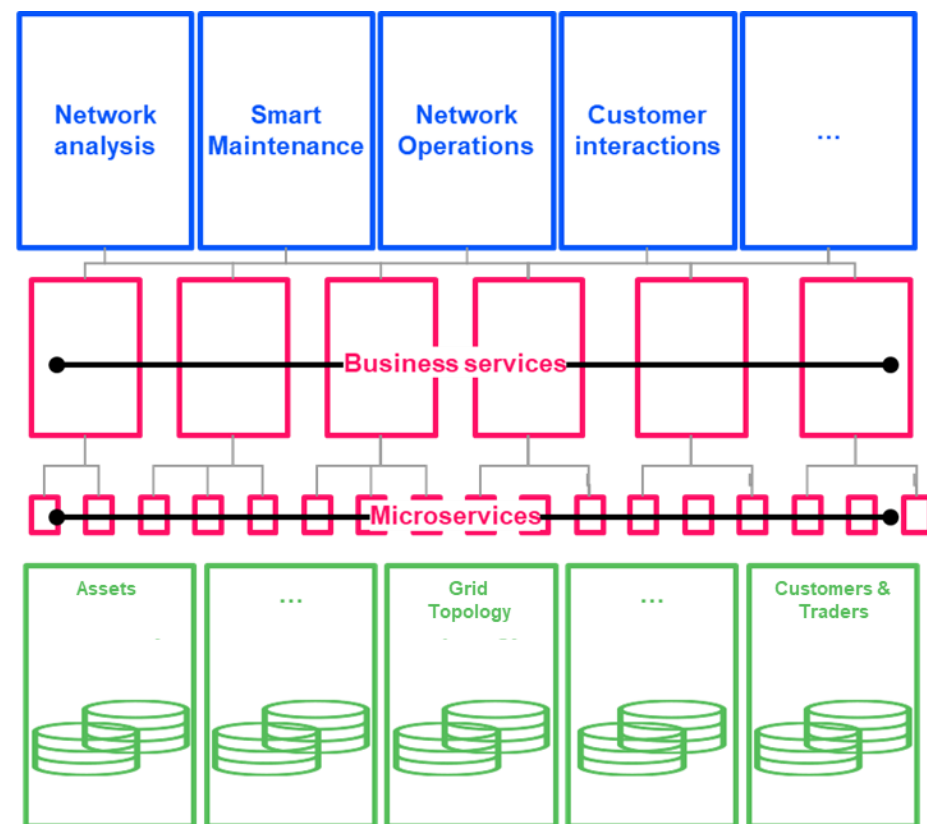 Network
analysis
Smart
Maintenance
Network
Operations
Customer
interactions
...
Business services
Microservices
Assets
...
Grid
Topology
...
Customers &
Traders